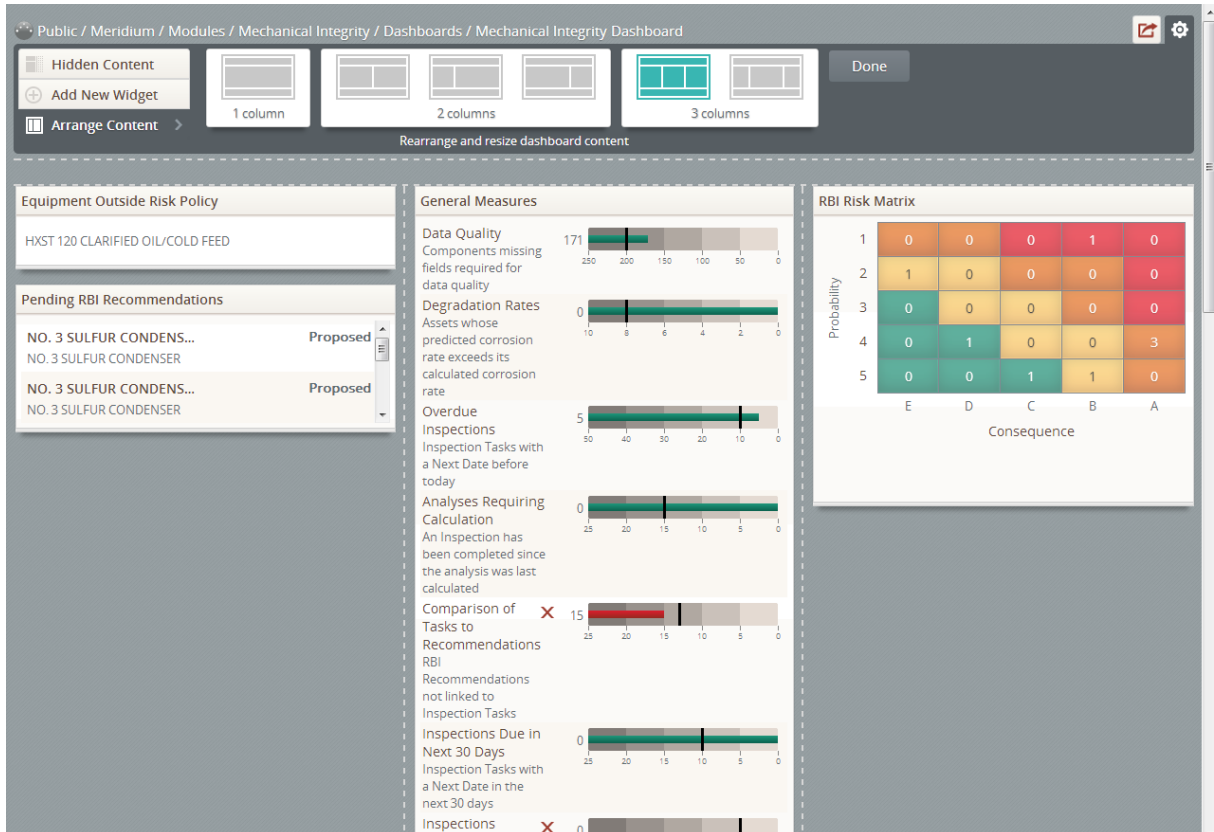 Public / Meridium / Modules / Mechanical Integrity / Dashboards / Mechanical Integrity Dashboard
Hidden Content
Add New Widget
Arrange Content
1 column
2 columns
3 columns
Done
Rearrange and resize dashboard content
Equipment Outside Risk Policy
HXST 120 CLARIFIED OIL/COLD FEED
Pending RBI Recommendations
NO. 3 SULFUR CONDENS... Proposed
NO. 3 SULFUR CONDENSER
NO. 3 SULFUR CONDENS... Proposed
NO. 3 SULFUR CONDENSER
General Measures
Data Quality
Components missing
fields required for
data quality
171
250 200 150 100 50 0
Degradation Rates
Assets whose
predicted corrosion
rate exceeds its
calculated corrosion
rate
0
10 8 6 4 2 0
Overdue
Inspections
Inspection Tasks with
a Next Date before
today
5
50 40 30 20 10 0
Analyses Requiring
Calculation
An Inspection has
been completed since
the analysis was last
calculated
0
25 20 15 10 5 0
Comparison of
Tasks to
Recommendations
RBI
Recommendations
not linked to
Inspection Tasks
15
25 20 15 10 5 0
Inspections Due in
Next 30 Days
Inspection Tasks with
a Next Date in the
next 30 days
0
25 20 15 10 5 0
Inspections
0
RBI Risk Matrix
Probability
1 0 0 0 1 0
2 1 0 0 0 0
3 0 0 0 0 0
4 0 1 0 0 3
5 0 0 1 1 0
E D C B A
Consequence